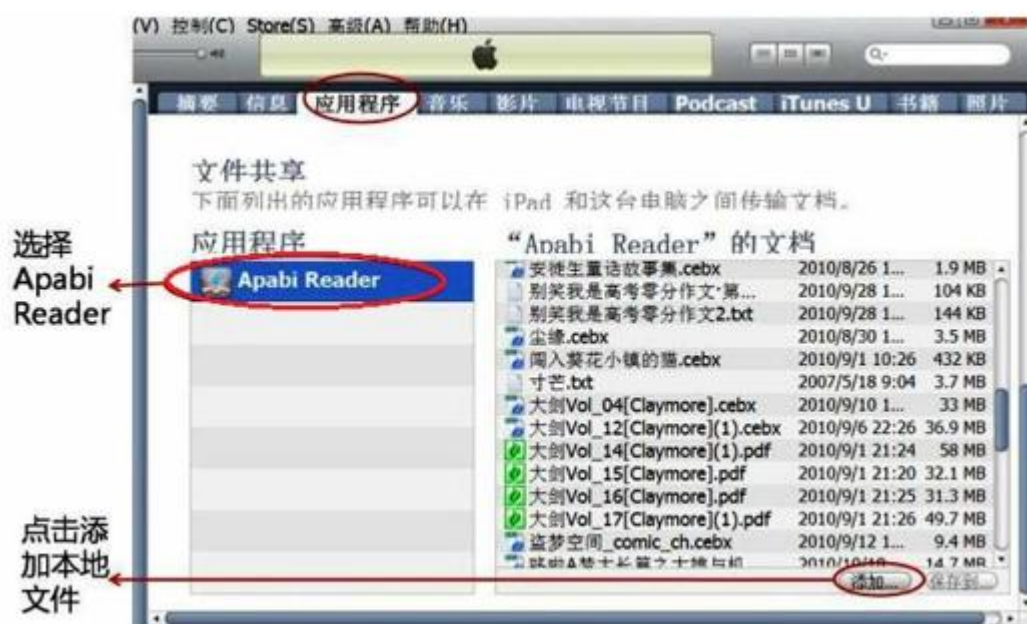 (V) 控制(C) Store(S) 高级(A) 帮助(H)
摘要 信息 应用程序 音乐 影片 电视节目 Podcast iTunes U 书籍 照片
文件共享
下面列出的应用程序可以在 iPad 和这台电脑之间传输文档。
应用程序
“Apabi Reader”的文档
选择
Apabi
Reader
Apabi Reader
安徒生童话故事集.cebx 2010/8/26 1... 1.9 MB
别笑我是高考零分作文·第... 2010/9/28 1... 104 KB
别笑我是高考零分作文2.txt 2010/9/28 1... 144 KB
尘缘.cebx 2010/8/30 1... 3.5 MB
闯入葵花小镇的猫.cebx 2010/9/1 10:26 432 KB
寸芒.txt 2007/5/18 9:04 3.7 MB
大剑Vol_04[Claymore].cebx 2010/9/10 1... 33 MB
大剑Vol_12[Claymore](1).cebx 2010/9/6 22:26 36.9 MB
大剑Vol_14[Claymore](1).pdf 2010/9/1 21:24 58 MB
大剑Vol_15[Claymore].pdf 2010/9/1 21:20 32.1 MB
大剑Vol_16[Claymore].pdf 2010/9/1 21:25 31.3 MB
大剑Vol_17[Claymore](1).pdf 2010/9/1 21:26 49.7 MB
盗梦空间_comic_ch.cebx 2010/9/12 1... 9.4 MB
14.7 MB
点击添
加本地
文件
添加... 保存到...